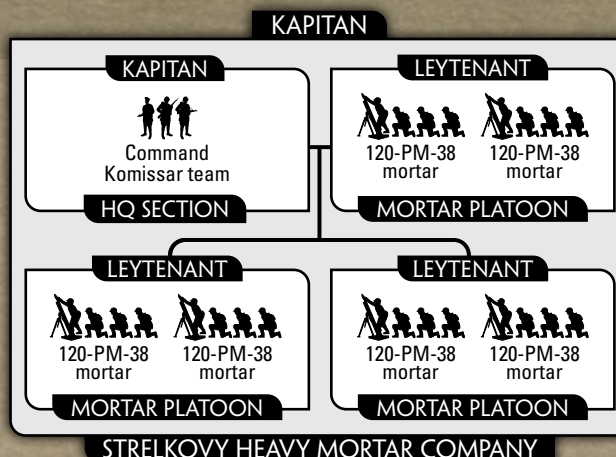 KAPITAN
KAPITAN
Command
Komissar team
HQ SECTION
LEYTENANT
120-PM-38
mortar
120-PM-38
mortar
MORTAR PLATOON
LEYTENANT
120-PM-38
mortar
120-PM-38
mortar
MORTAR PLATOON
LEYTENANT
120-PM-38
mortar
120-PM-38
mortar
MORTAR PLATOON
STRELKOVY HEAVY MORTAR COMPANY